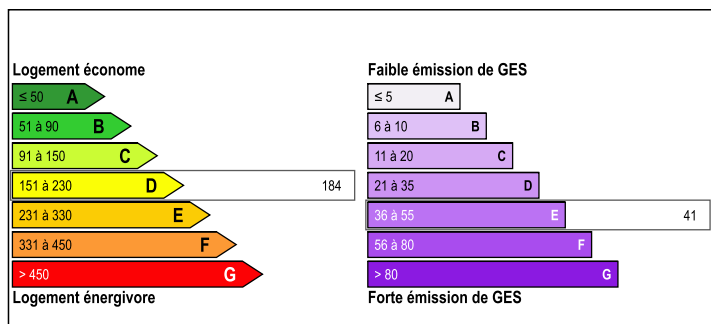 Logement économe
≤ 50 A
51 à 90 B
91 à 150 C
151 à 230 D 184
231 à 330 E
331 à 450 F
> 450 G
Logement énergivore
Faible émission de GES
≤ 5 A
6 à 10 B
11 à 20 C
21 à 35 D
36 à 55 E 41
56 à 80 F
> 80 G
Forte émission de GES